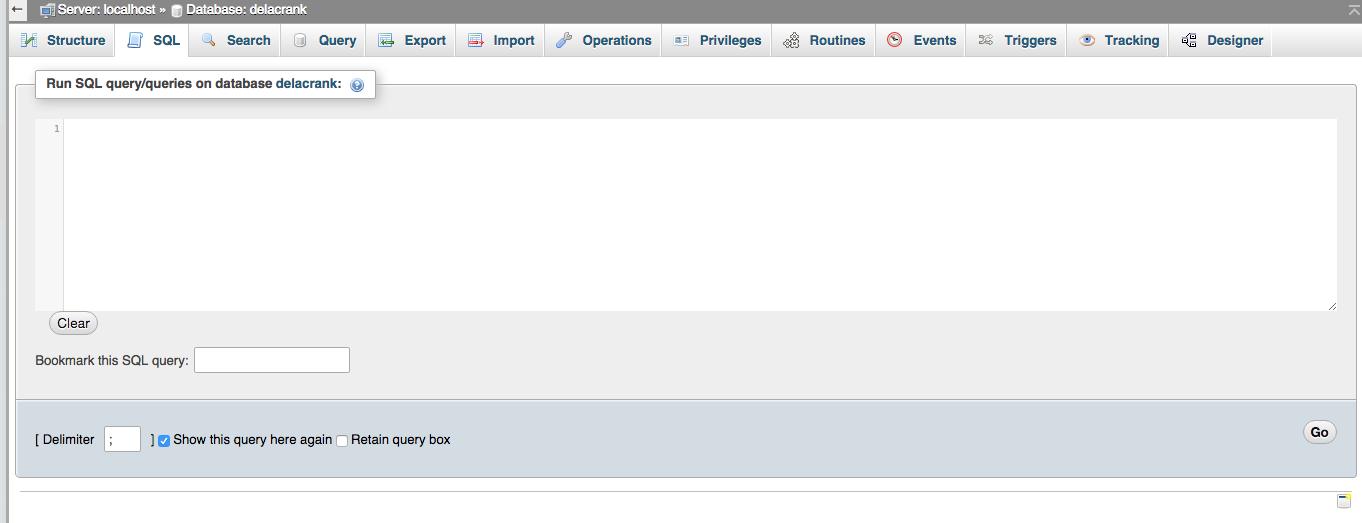 ← Server: localhost » Database: delacrank
Structure SQL Search Query Export Import Operations Privileges Routines Events Triggers Tracking Designer
Run SQL query/queries on database delacrank:
1
Clear
Bookmark this SQL query:
[ Delimiter ; ] Show this query here again Retain query box
Go